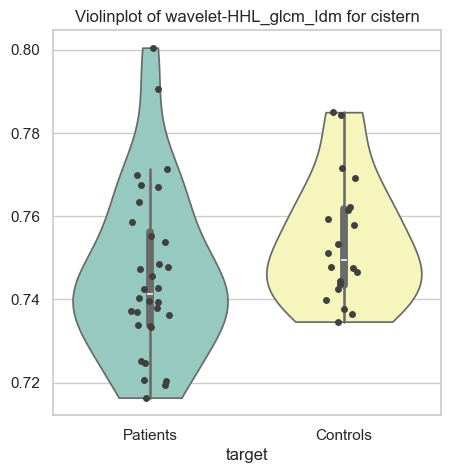 Violinplot of wavelet-HHL_glcm_Idm for cistern
0.80
0.78
0.76
0.74
0.72
Patients
Controls
target